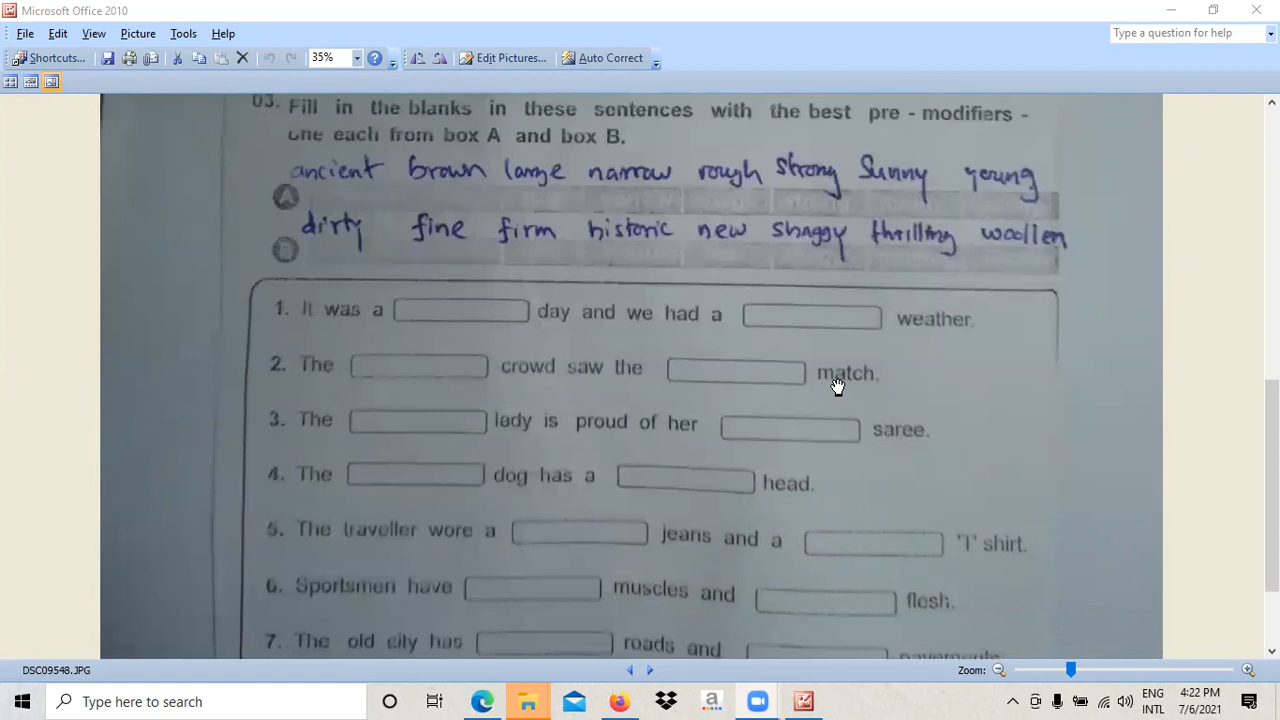 Microsoft Office 2010
File Edit View Picture Tools Help
Type a question for help
Shortcuts... 35% Edit Pictures... Auto Correct
03. Fill in the blanks in these sentences with the best pre - modifiers -
one each from box A and box B.
ancient brown large narrow rough strong Sunny young
A
dirty fine firm historic new shaggy thrilling woollen
1. It was a day and we had a weather.
2. The crowd saw the match.
3. The lady is proud of her saree.
4. The dog has a head.
5. The traveller wore a jeans and a 'T' shirt.
6. Sportsmen have muscles and flesh.
7. The old city has roads and pavements
DSC09548.JPG Zoom:
Type here to search
a
ENG
INTL
4:22 PM
7/6/2021